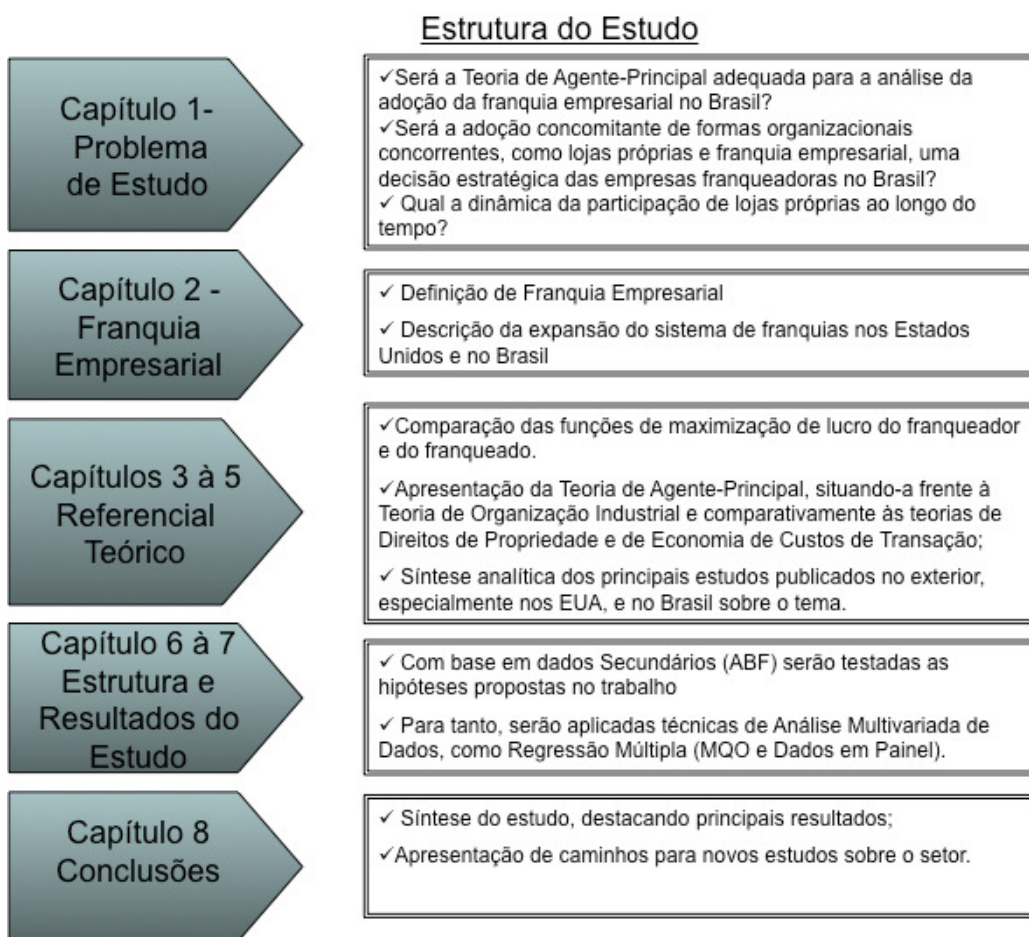 Estrutura do Estudo
Capítulo 1-
Problema
de Estudo
✓Será a Teoria de Agente-Principal adequada para a análise da
adoção da franquia empresarial no Brasil?
✓Será a adoção concomitante de formas organizacionais
concorrentes, como lojas próprias e franquia empresarial, uma
decisão estratégica das empresas franqueadoras no Brasil?
✓ Qual a dinâmica da participação de lojas próprias ao longo do
tempo?
Capítulo 2 -
Franquia
Empresarial
✓ Definição de Franquia Empresarial
✓ Descrição da expansão do sistema de franquias nos Estados
Unidos e no Brasil
Capítulos 3 à 5
Referencial
Teórico
✓Comparação das funções de maximização de lucro do franqueador
e do franqueado.
✓Apresentação da Teoria de Agente-Principal, situando-a frente à
Teoria de Organização Industrial e comparativamente às teorias de
Direitos de Propriedade e de Economia de Custos de Transação;
✓ Síntese analítica dos principais estudos publicados no exterior,
especialmente nos EUA, e no Brasil sobre o tema.
Capítulo 6 à 7
Estrutura e
Resultados do
Estudo
✓ Com base em dados Secundários (ABF) serão testadas as
hipóteses propostas no trabalho
✓ Para tanto, serão aplicadas técnicas de Análise Multivariada de
Dados, como Regressão Múltipla (MQO e Dados em Painel).
Capítulo 8
Conclusões
✓ Síntese do estudo, destacando principais resultados;
✓Apresentação de caminhos para novos estudos sobre o setor.